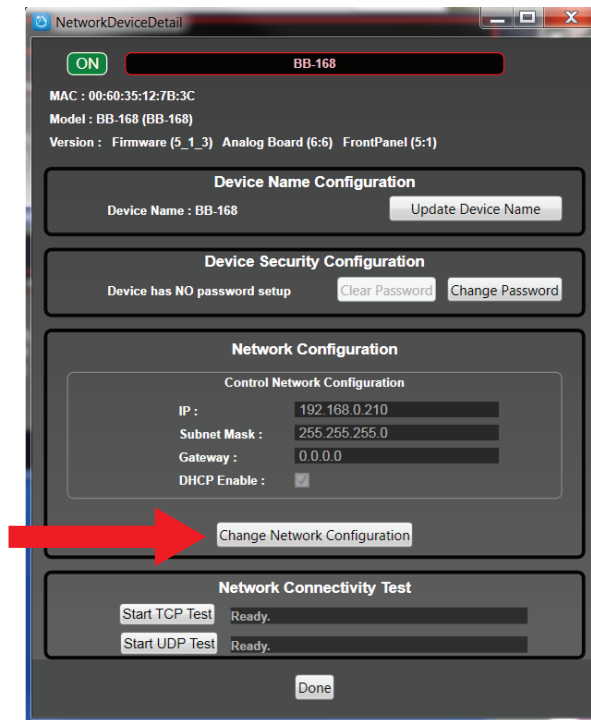 NetworkDeviceDetail
ON BB-168
MAC : 00:60:35:12:7B:3C
Model : BB-168 (BB-168)
Version : Firmware (5_1_3) Analog Board (6:6) FrontPanel (5:1)
Device Name Configuration
Device Name : BB-168 Update Device Name
Device Security Configuration
Device has NO password setup Clear Password Change Password
Network Configuration
Control Network Configuration
IP : 192.168.0.210
Subnet Mask : 255.255.255.0
Gateway : 0.0.0.0
DHCP Enable :
Change Network Configuration
Network Connectivity Test
Start TCP Test Ready.
Start UDP Test Ready.
Done